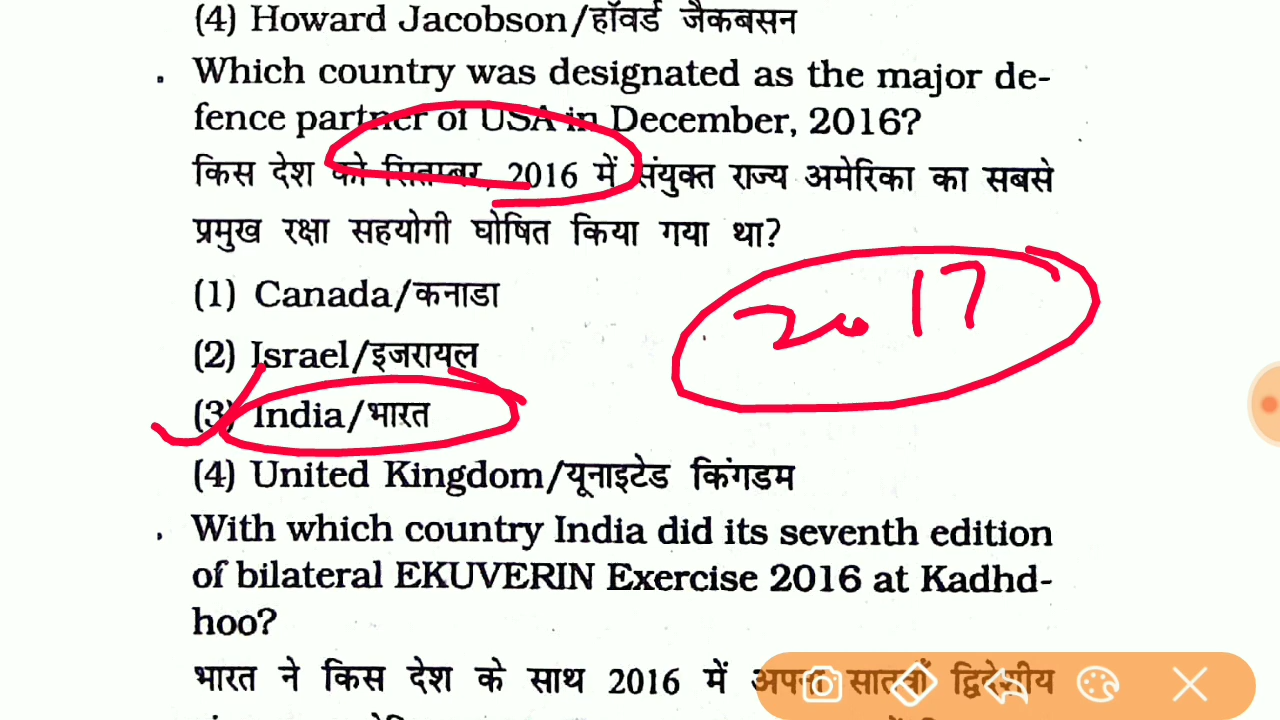 (4) Howard Jacobson/हॉवर्ड जैकबसन
. Which country was designated as the major de-
fence partner of USA in December, 2016?
किस देश को सितम्बर, 2016 में संयुक्त राज्य अमेरिका का सबसे
प्रमुख रक्षा सहयोगी घोषित किया गया था?
(1) Canada/कनाडा
2017
(2) Israel/इजरायल
(3) India/भारत
(4) United Kingdom/यूनाइटेड किंगडम
. With which country India did its seventh edition
of bilateral EKUVERIN Exercise 2016 at Kadhd-
hoo?
भारत ने किस देश के साथ 2016 में अपना सातवाँ द्विदेशीय